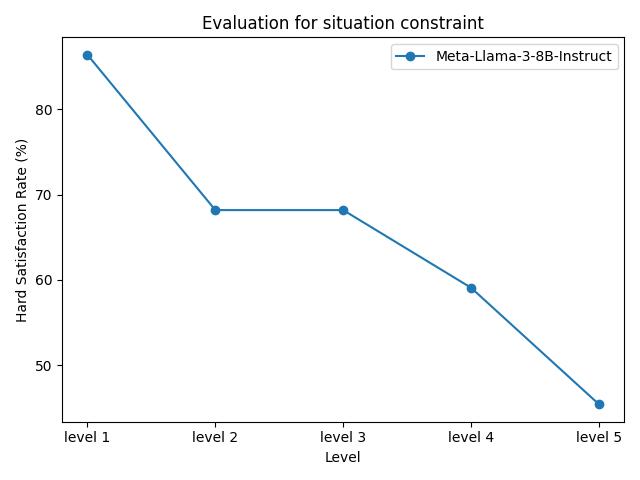 Evaluation for situation constraint
Meta-Llama-3-8B-Instruct
Hard Satisfaction Rate (%)
80
70
60
50
level 1 level 2 level 3 level 4 level 5
Level